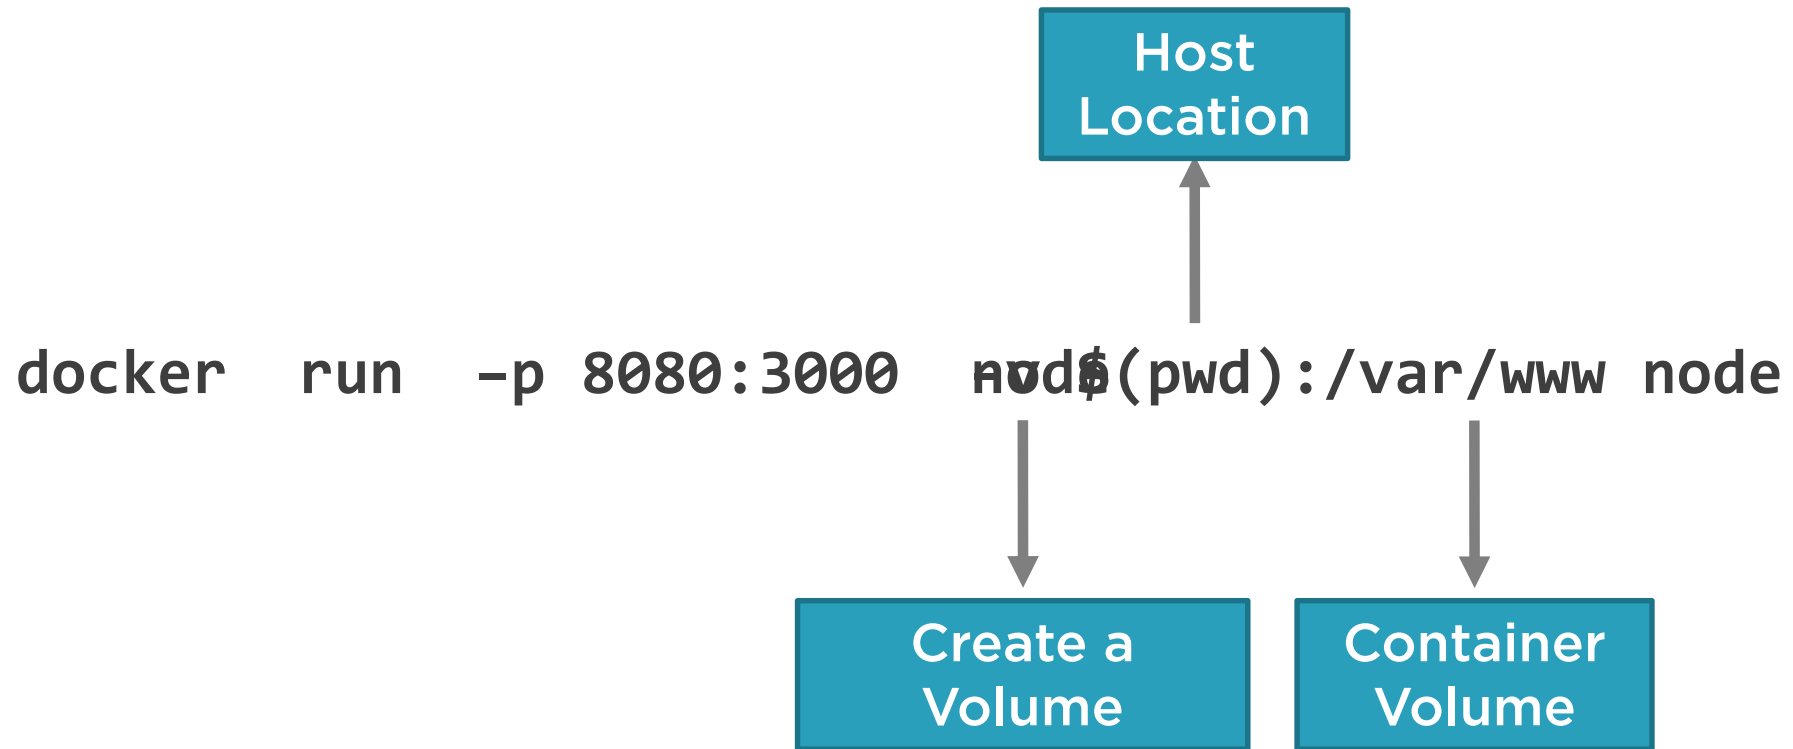 Host
Location
docker run -p 8080:3000 -v $(pwd):/var/www node
Create a
Volume
Container
Volume